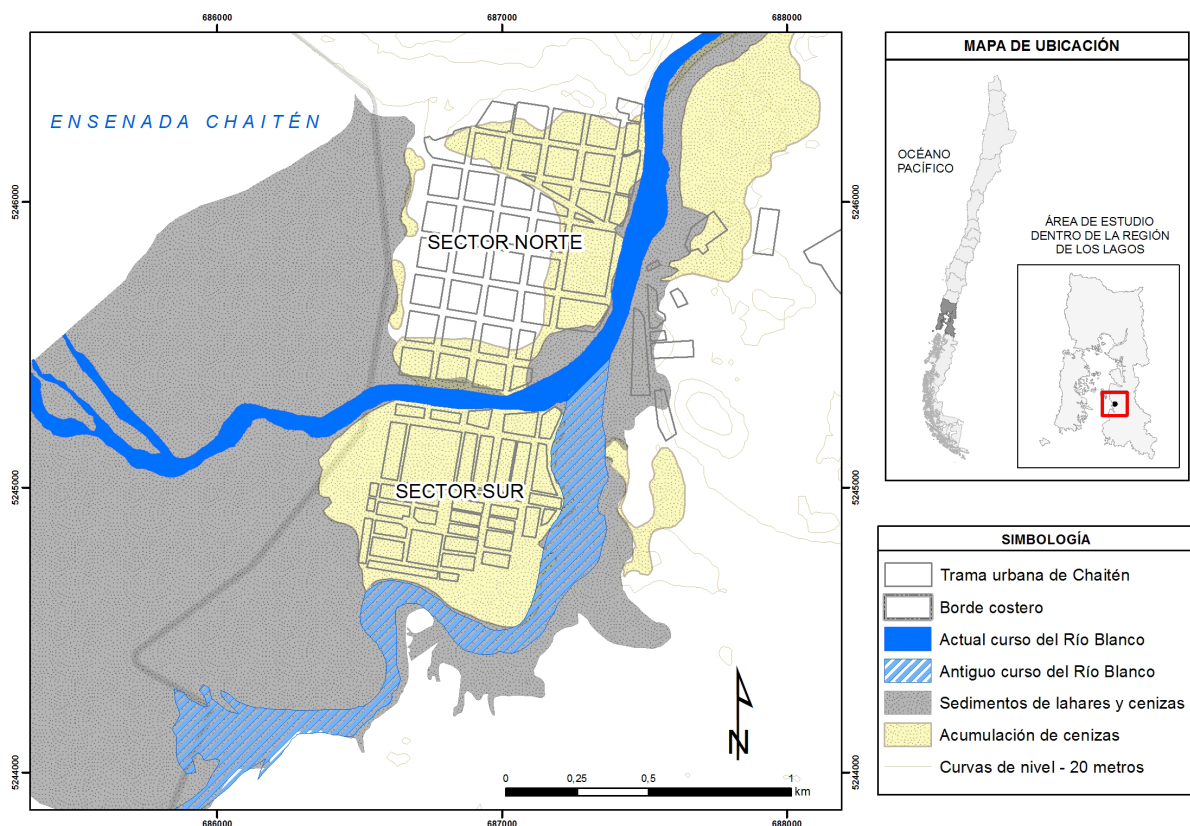 686000
687000
688000
5246000
5245000
5244000
ENSENADA CHAITÉN
SECTOR NORTE
SECTOR SUR
N
0
0,25
0,5
1
km
5246000
5245000
5244000
686000
687000
688000
MAPA DE UBICACIÓN
OCÉANO
PACÍFICO
ÁREA DE ESTUDIO
DENTRO DE LA REGIÓN
DE LOS LAGOS
SIMBOLOGÍA
Trama urbana de Chaitén
Borde costero
Actual curso del Río Blanco
Antiguo curso del Río Blanco
Sedimentos de lahares y cenizas
Acumulación de cenizas
Curvas de nivel - 20 metros